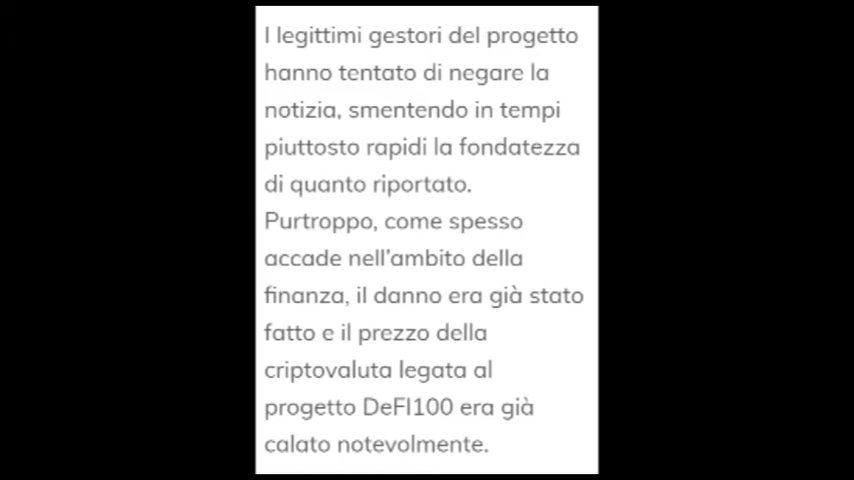 I legittimi gestori del progetto
hanno tentato di negare la
notizia, smentendo in tempi
piuttosto rapidi la fondatezza
di quanto riportato.
Purtroppo, come spesso
accade nell'ambito della
finanza, il danno era già stato
fatto e il prezzo della
criptovaluta legata al
progetto DeFI100 era già
calato notevolmente.